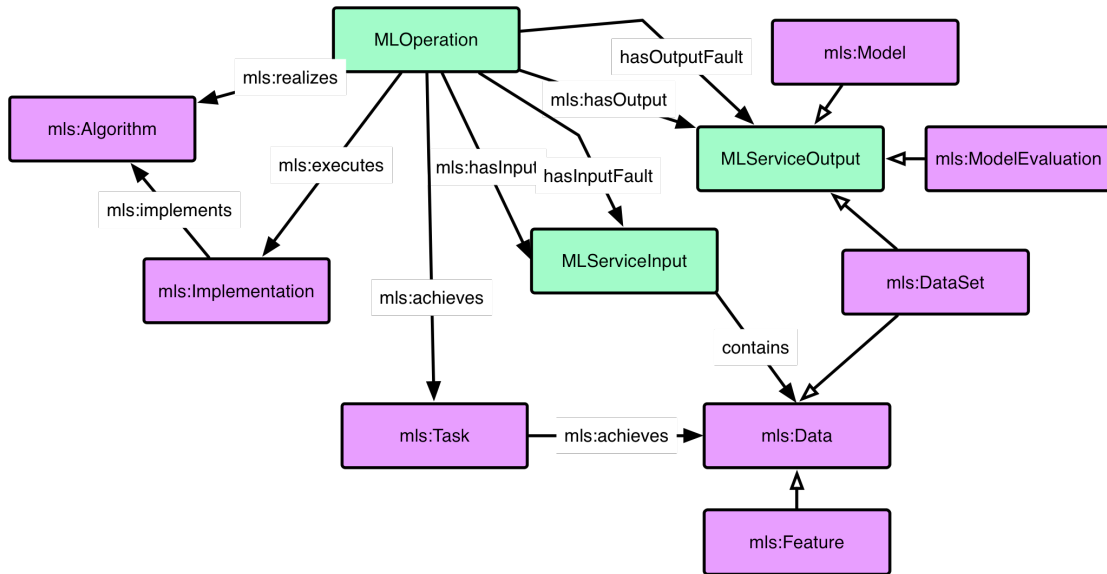 MLOperation
hasOutputFault
mls:Model
mls:realizes
mls:hasOutput
mls:Algorithm
MLServiceOutput
mls:ModelEvaluation
mls:executes
mls:hasInput
hasInputFault
mls:implements
MLServiceInput
mls:Implementation
mls:DataSet
mls:achieves
contains
mls:Task
mls:achieves
mls:Data
mls:Feature